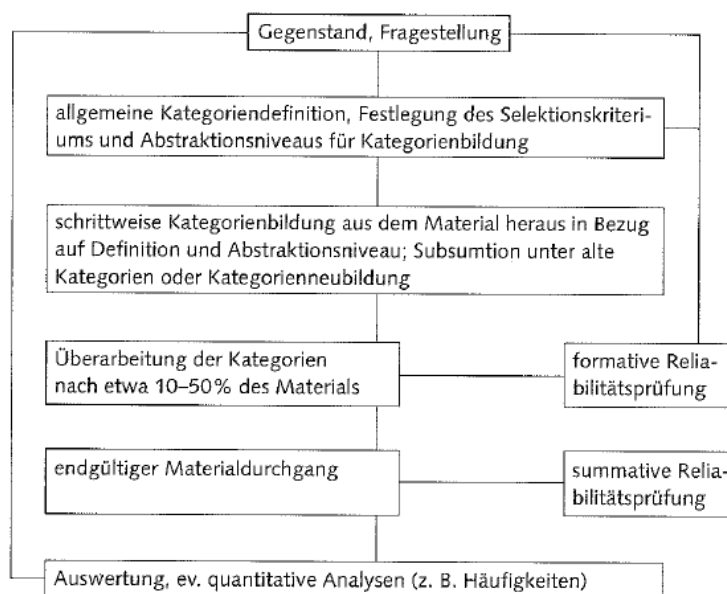 Gegenstand, Fragestellung
allgemeine Kategoriendefinition, Festlegung des Selektionskriteri-
ums und Abstraktionsniveaus für Kategorienbildung
schrittweise Kategorienbildung aus dem Material heraus in Bezug
auf Definition und Abstraktionsniveau; Subsumtion unter alte
Kategorien oder Kategorienneubildung
Überarbeitung der Kategorien
nach etwa 10–50% des Materials
formative Relia-
bilitätsprüfung
endgültiger Materialdurchgang
summative Relia-
bilitätsprüfung
Auswertung, ev. quantitative Analysen (z. B. Häufigkeiten)